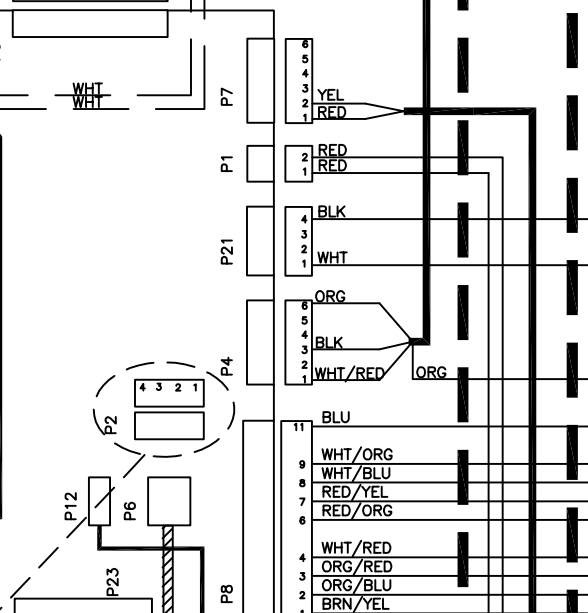 WHT
WHT
P7
6
5
4
3
2 YEL
1 RED
P1
2 RED
1 RED
P21
4 BLK
3
2
1 WHT
P4
6 ORG
5
4
3 BLK
2
1 WHT/RED
ORG
4 3 2 1
P2
P12
P6
P23
P8
11 BLU
9 WHT/ORG
8 WHT/BLU
7 RED/YEL
6 RED/ORG
4 WHT/RED
3 ORG/RED
2 ORG/BLU
BRN/YEL